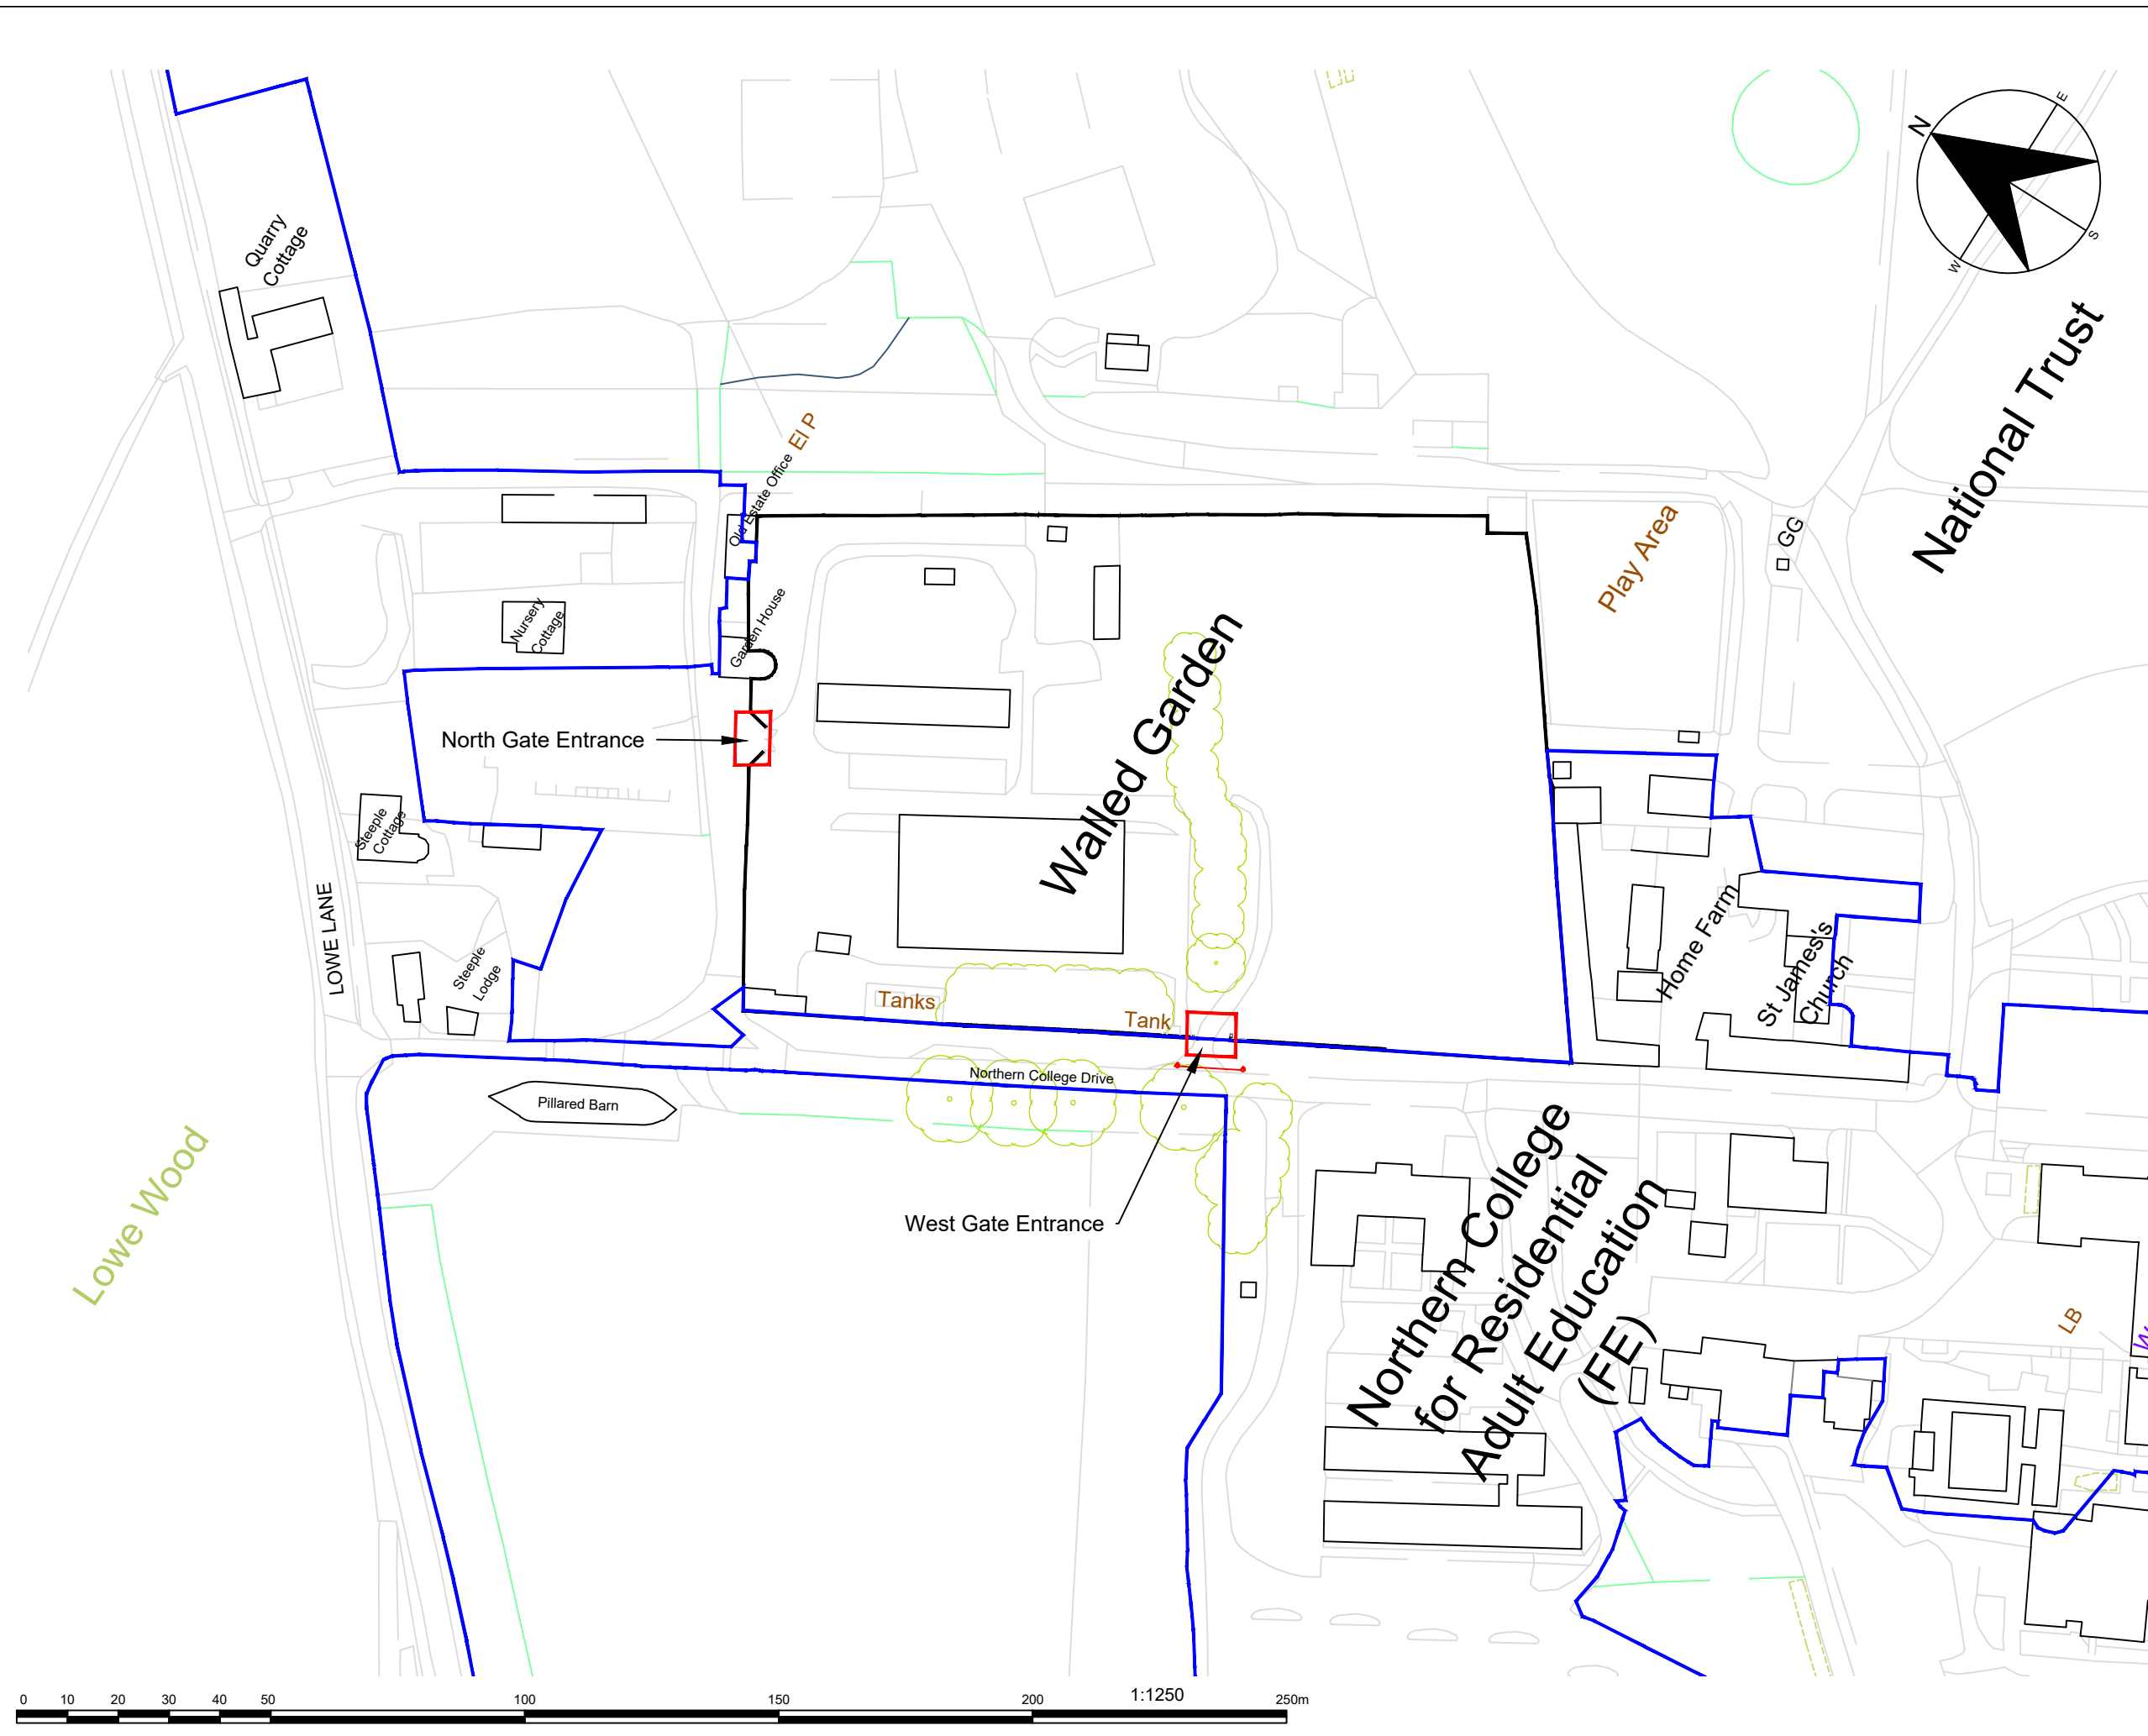 N
E
S
W
Quarry
Cottage
National Trust
El P
Old Estate Office
GG
Play Area
Nursery
Cottage
Garden House
Walled Garden
North Gate Entrance
Steeple
Cottage
LOWE LANE
Steeple
Lodge
Home Farm
St James's
Church
Tanks
Tank
Northern College Drive
Pillared Barn
Lowe Wood
West Gate Entrance
Northern College
for Residential
Adult Education
(FE)
LB
0 10 20 30 40 50 100 150 200 1:1250 250m